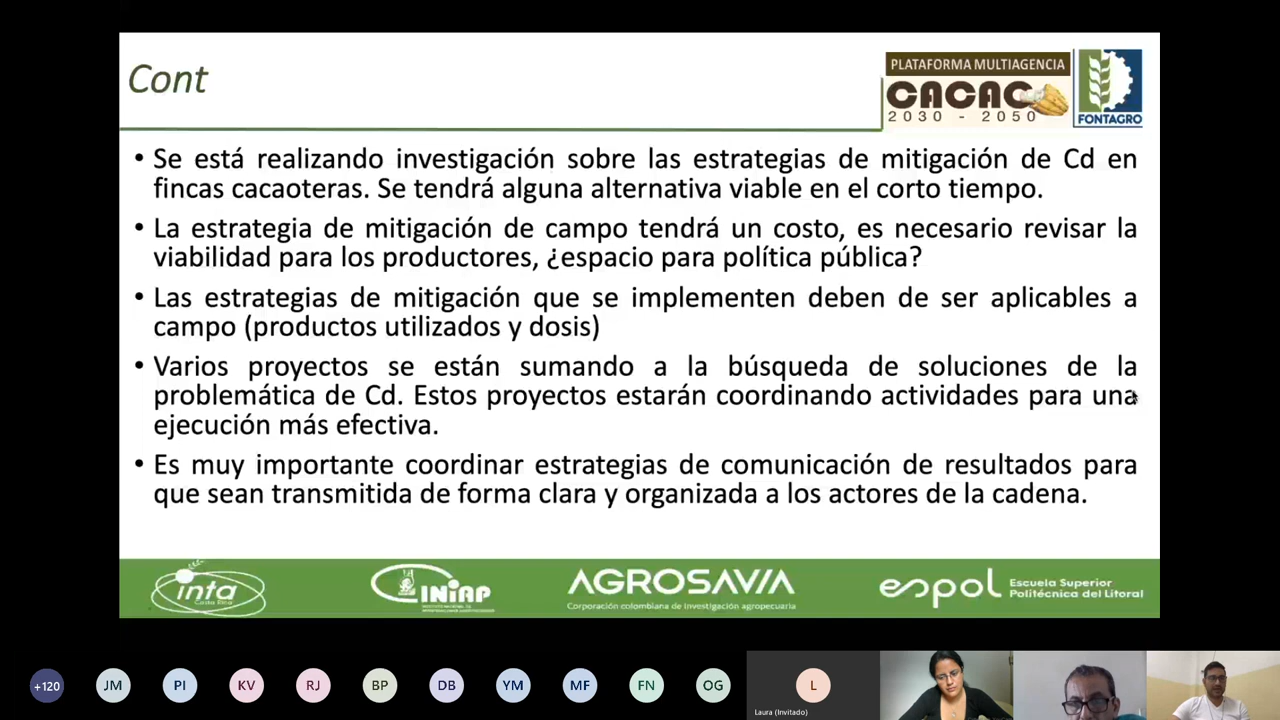 Cont
PLATAFORMA MULTIAGENCIA
CACAO
2030 - 2050
FONTAGRO
• Se está realizando investigación sobre las estrategias de mitigación de Cd en
fincas cacaoteras. Se tendrá alguna alternativa viable en el corto tiempo.
• La estrategia de mitigación de campo tendrá un costo, es necesario revisar la
viabilidad para los productores, ¿espacio para política pública?
• Las estrategias de mitigación que se implementen deben de ser aplicables a
campo (productos utilizados y dosis)
• Varios proyectos se están sumando a la búsqueda de soluciones de la
problemática de Cd. Estos proyectos estarán coordinando actividades para una
ejecución más efectiva.
• Es muy importante coordinar estrategias de comunicación de resultados para
que sean transmitida de forma clara y organizada a los actores de la cadena.
inta
Costa Rica
INIAP
AGROSAVIA
Corporación colombiana de investigación agropecuaria
espol
Escuela Superior
Politécnica del Litoral
+120
JM
PI
KV
RJ
BP
DB
YM
MF
FN
OG
L
Laura (Invitado)